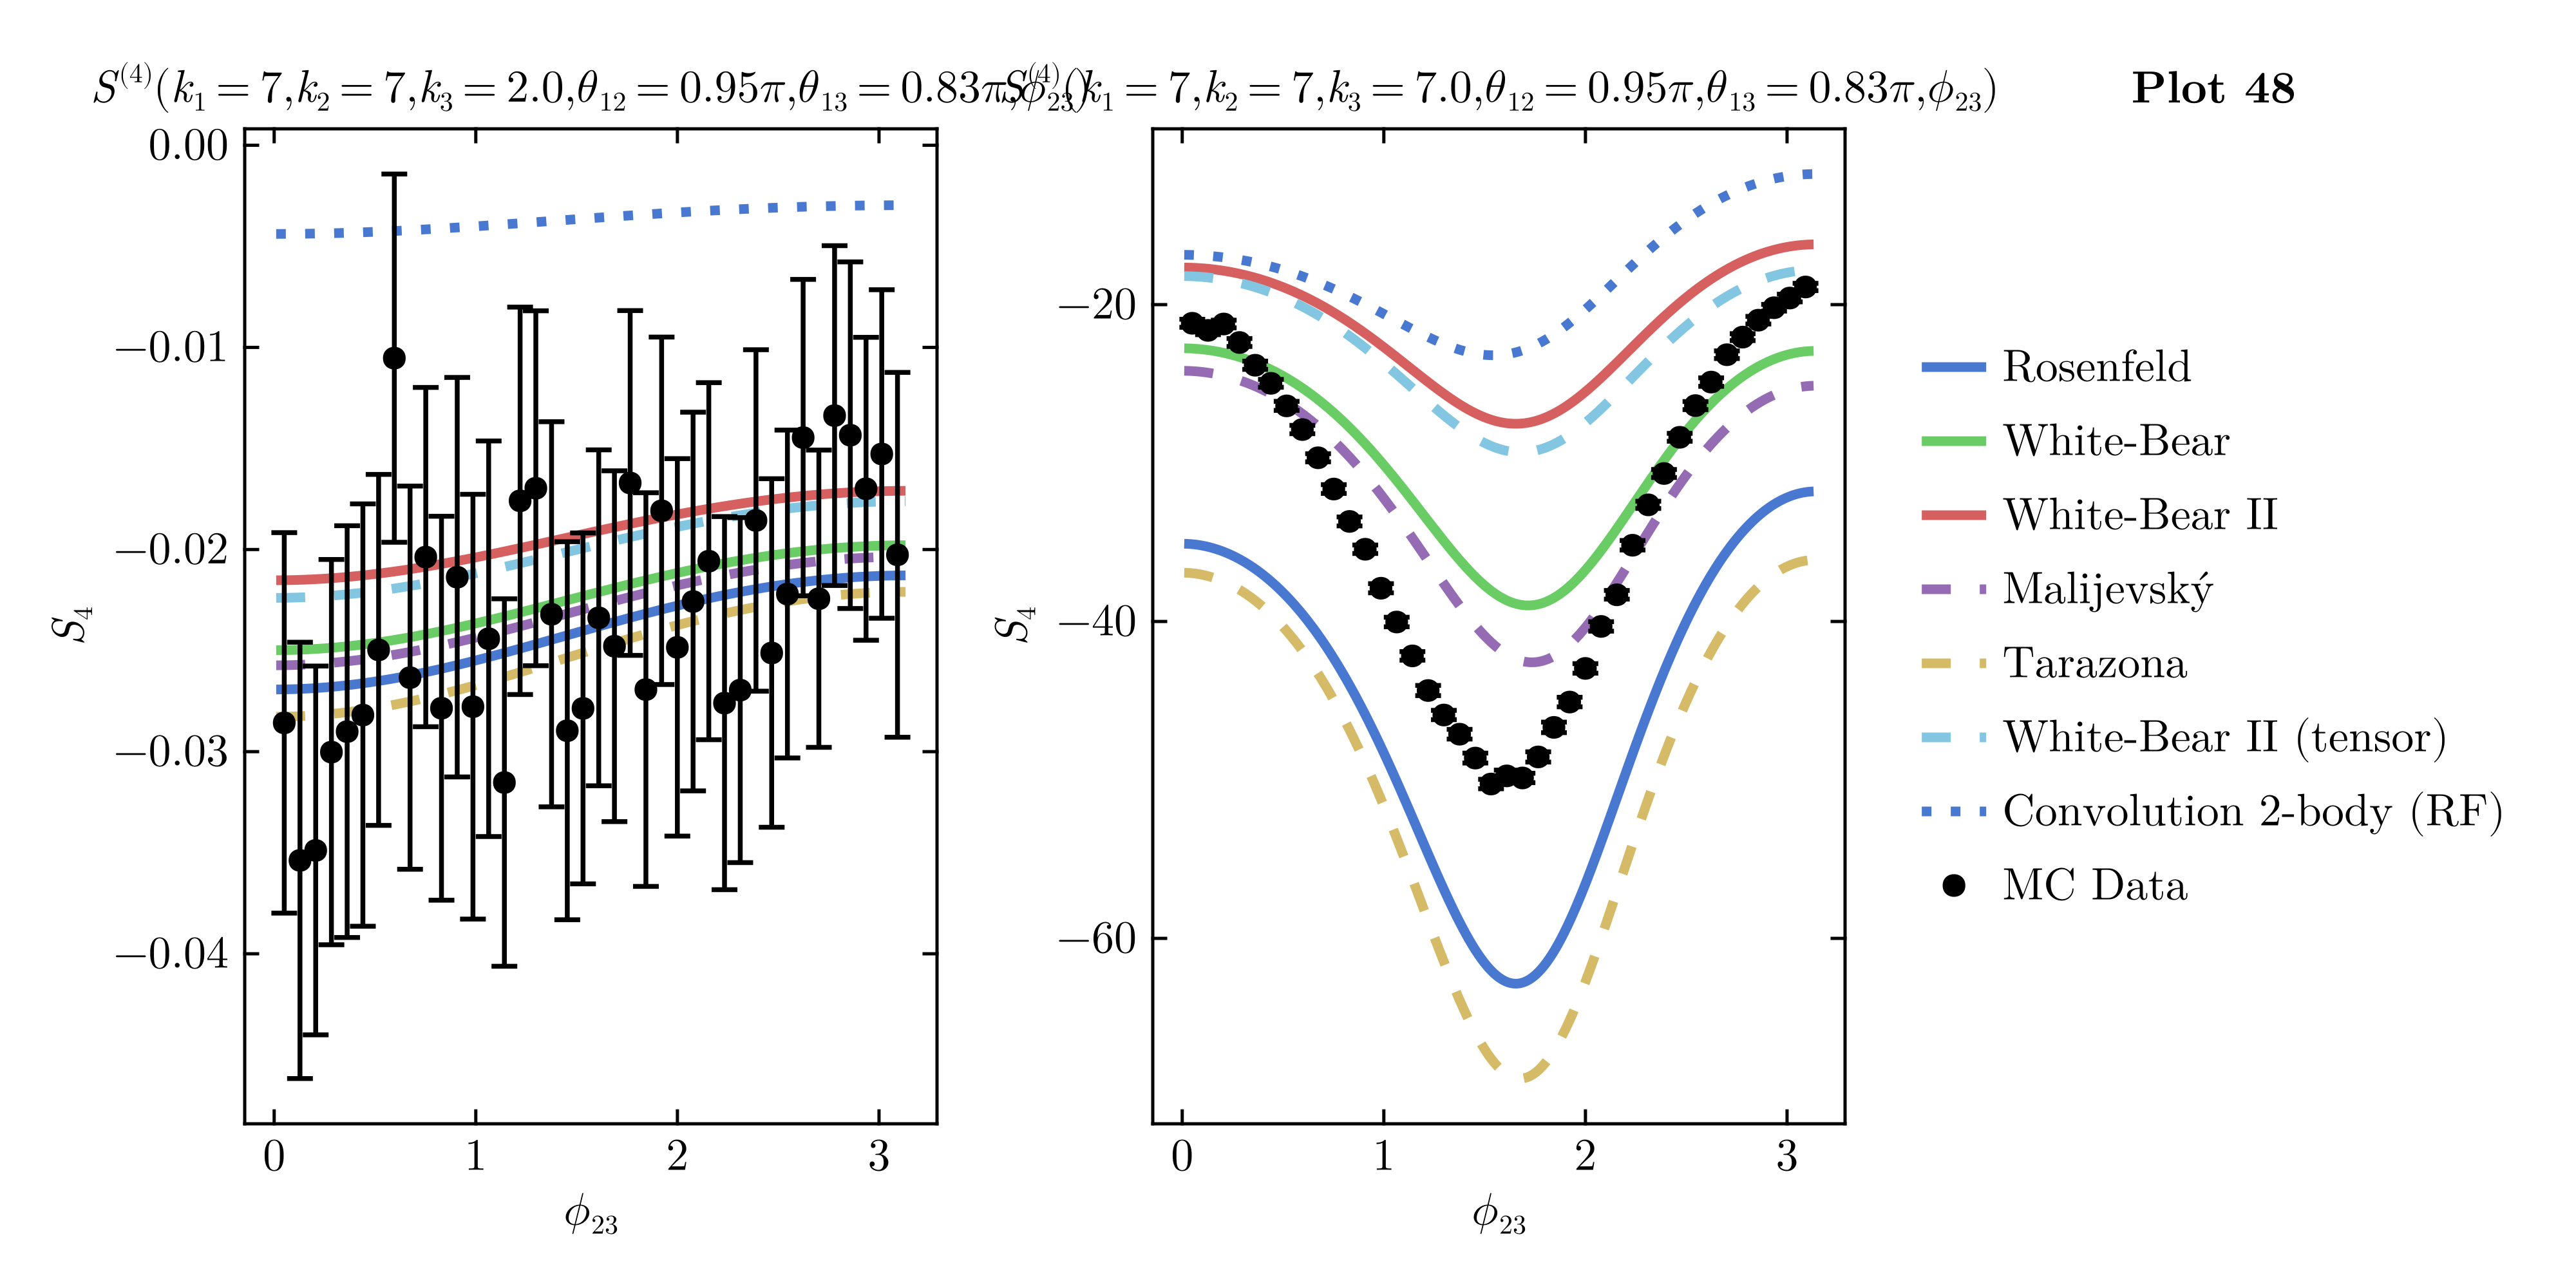 S^(4)(k_1 = 7,k_2 = 7,k_3 = 2.0,θ_12 = 0.95π,θ_13 = 0.83π,ϕ_23)
S^(4)(k_1 = 7,k_2 = 7,k_3 = 7.0,θ_12 = 0.95π,θ_13 = 0.83π,ϕ_23)
Plot 48
0.00
−0.01
−0.02
−0.03
−0.04
S_4
0 1 2 3
ϕ_23
−20
−40
−60
S_4
0 1 2 3
ϕ_23
Rosenfeld
White-Bear
White-Bear II
Malijevský
Tarazona
White-Bear II (tensor)
Convolution 2-body (RF)
MC Data